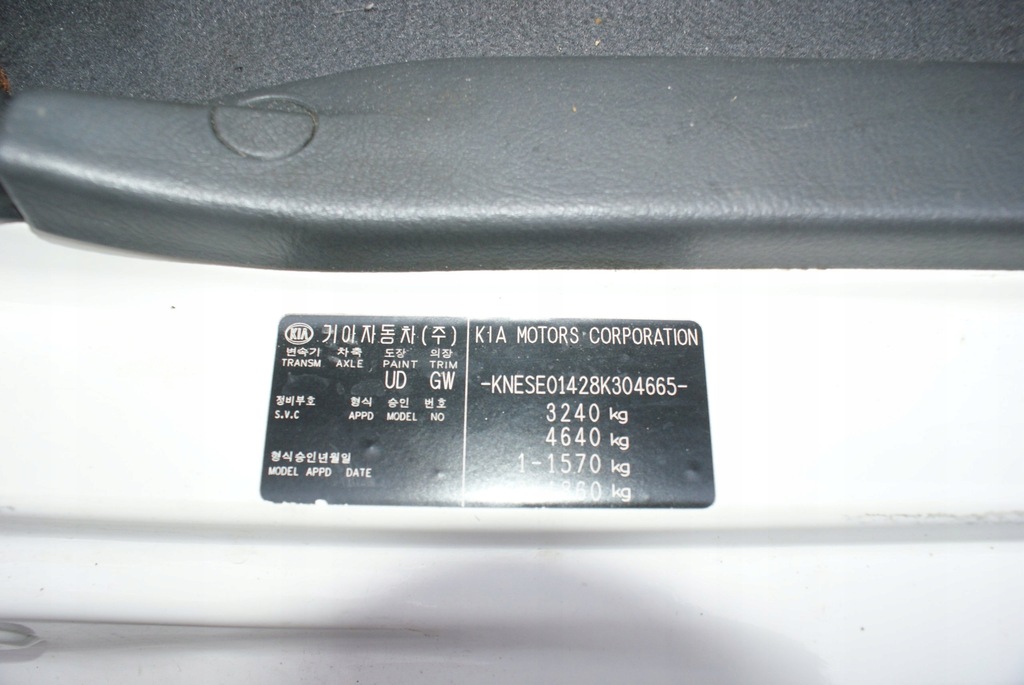 KIA 기아자동차(주)
변속기 차축 도장 의장
TRANSM AXLE PAINT TRIM
UD GW
정비부호 형식 승인 번호
S.V.C APPD MODEL NO
형식승인년월일
MODEL APPD DATE
KIA MOTORS CORPORATION
-KNESE01428K304665-
3240 kg
4640 kg
1-1570 kg
kg